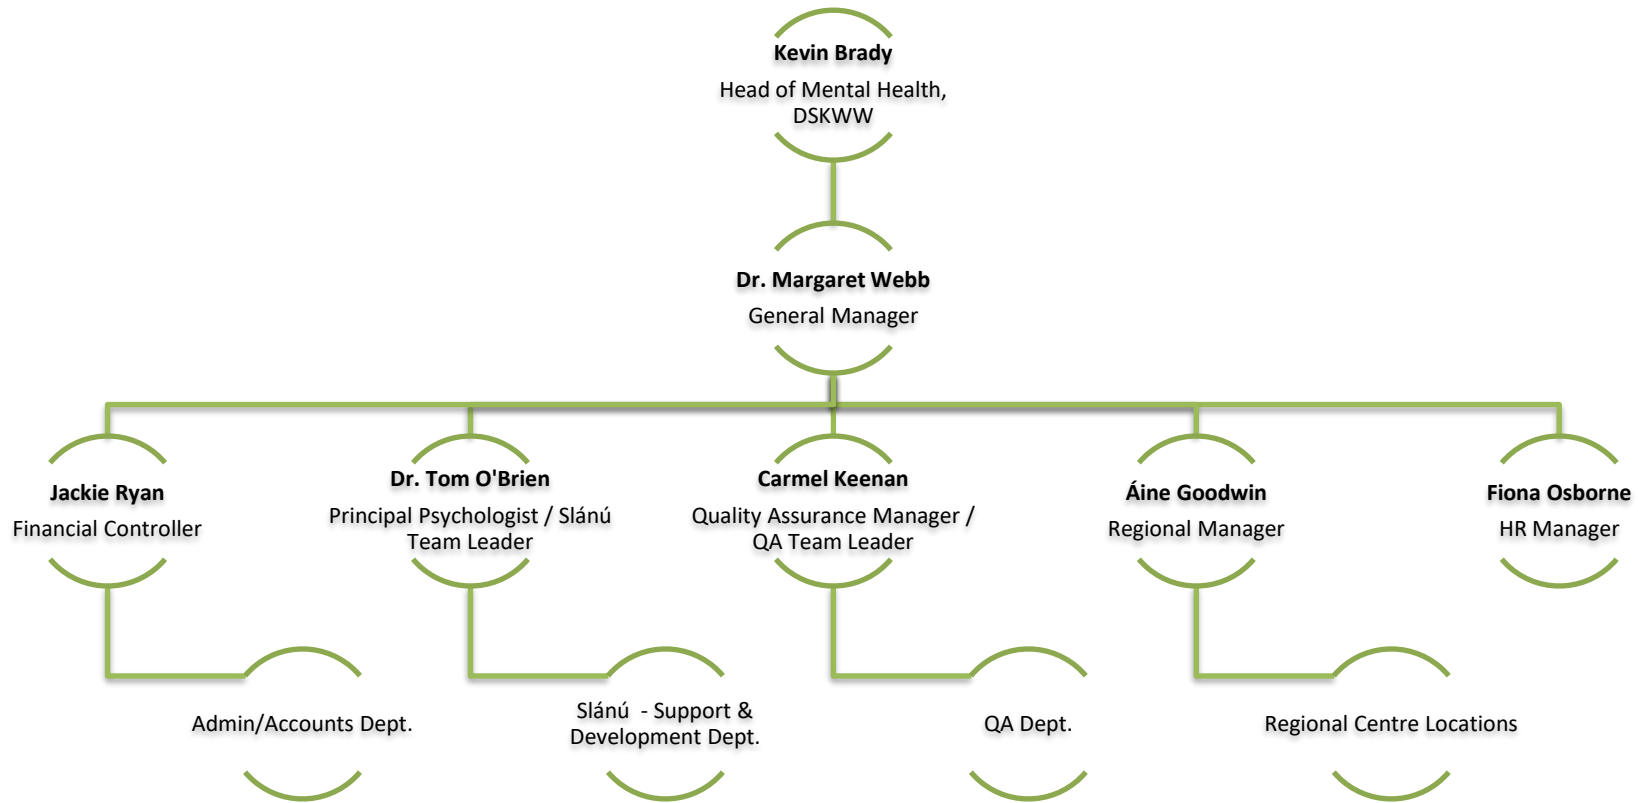 Kevin Brady
Head of Mental Health,
DSKWW
Dr. Margaret Webb
General Manager
Jackie Ryan
Financial Controller
Dr. Tom O'Brien
Principal Psychologist / Slánú
Team Leader
Carmel Keenan
Quality Assurance Manager /
QA Team Leader
Áine Goodwin
Regional Manager
Fiona Osborne
HR Manager
Admin/Accounts Dept.
Slánú  - Support &
Development Dept.
QA Dept.
Regional Centre Locations